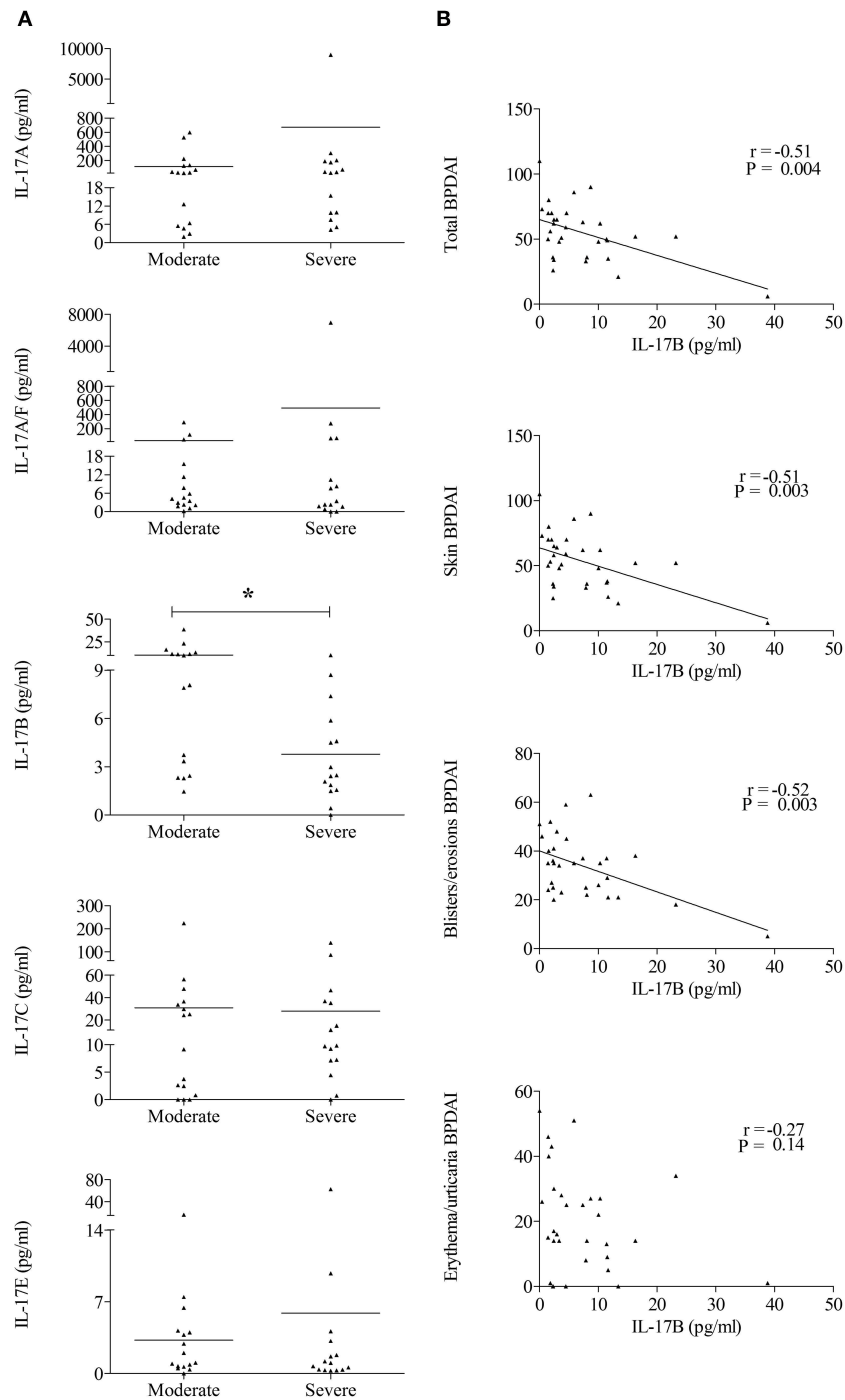 A
IL-17A (pg/ml)
10000
5000
800
600
400
200
18
12
6
0
Moderate Severe
IL-17A/F (pg/ml)
8000
4000
800
600
400
200
18
12
6
0
Moderate Severe
IL-17B (pg/ml)
*
50
25
9
6
3
0
Moderate Severe
IL-17C (pg/ml)
300
200
100
60
40
20
10
5
0
Moderate Severe
IL-17E (pg/ml)
80
40
14
7
0
Moderate Severe
B
Total BPDAI
150
100
50
0
r = -0.51
P = 0.004
0 10 20 30 40 50
IL-17B (pg/ml)
Skin BPDAI
150
100
50
0
r = -0.51
P = 0.003
0 10 20 30 40 50
IL-17B (pg/ml)
Blisters/erosions BPDAI
80
60
40
20
0
r = -0.52
P = 0.003
0 10 20 30 40 50
IL-17B (pg/ml)
Erythema/urticaria BPDAI
60
40
20
0
r = -0.27
P = 0.14
0 10 20 30 40 50
IL-17B (pg/ml)